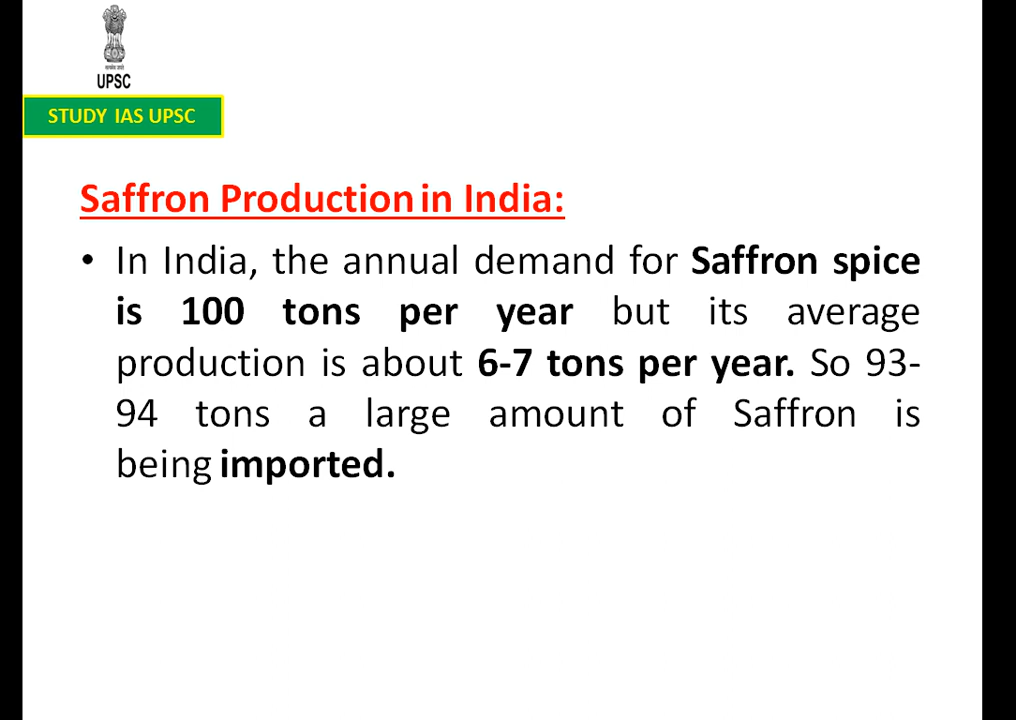 UPSC
STUDY IAS UPSC
Saffron Production in India:
• In India, the annual demand for Saffron spice
is 100 tons per year but its average
production is about 6-7 tons per year. So 93-
94 tons a large amount of Saffron is
being imported.